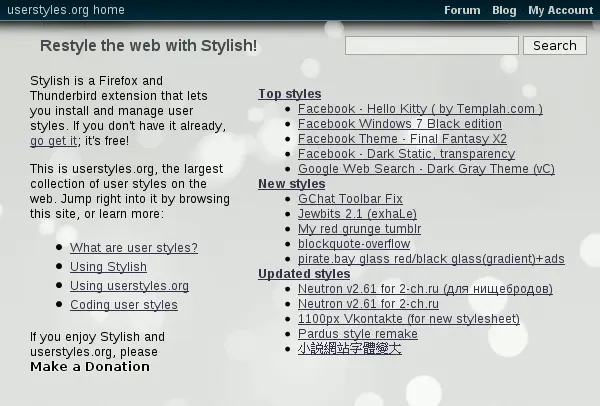 userstyles.org home
Forum Blog My Account
Restyle the web with Stylish!
Search
Stylish is a Firefox and
Thunderbird extension that lets
you install and manage user
styles. If you don't have it already,
go get it; it's free!
This is userstyles.org, the largest
collection of user styles on the
web. Jump right into it by browsing
this site, or learn more:
What are user styles?
Using Stylish
Using userstyles.org
Coding user styles
If you enjoy Stylish and
userstyles.org, please
Make a Donation
Top styles
Facebook - Hello Kitty ( by Templah.com )
Facebook Windows 7 Black edition
Facebook Theme - Final Fantasy X2
Facebook - Dark Static, transparency
Google Web Search - Dark Gray Theme (vC)
New styles
GChat Toolbar Fix
Jewbits 2.1 (exhaLe)
My red grunge tumblr
blockquote-overflow
pirate.bay glass red/black glass(gradient)+ads
Updated styles
Neutron v2.61 for 2-ch.ru (для нищебродов)
Neutron v2.61 for 2-ch.ru
1100px Vkontakte (for new stylesheet)
Pardus style remake
小説網站字體變大